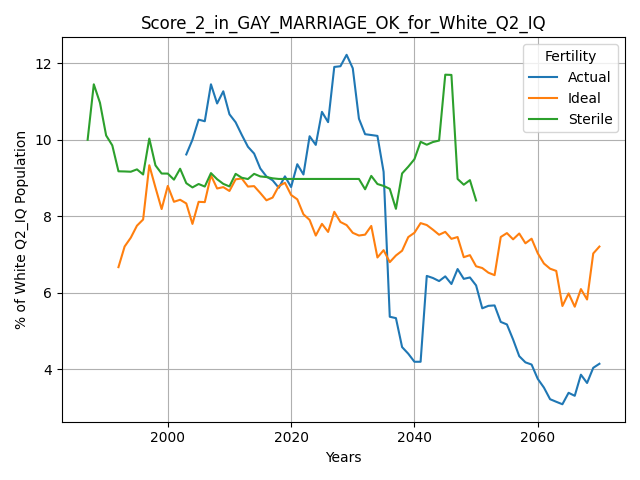 Score_2_in_GAY_MARRIAGE_OK_for_White_Q2_IQ
Fertility
Actual
Ideal
Sterile
% of White Q2_IQ Population
12
10
8
6
4
2000 2020 2040 2060
Years